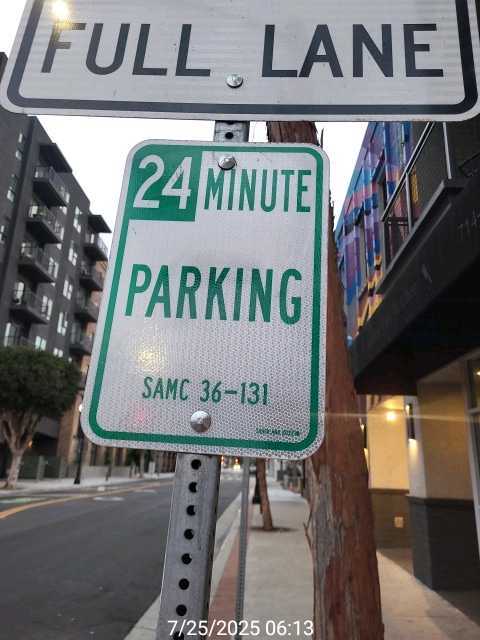 FULL LANE
24 MINUTE
PARKING
SAMC 36-131
7/25/2025 06:13